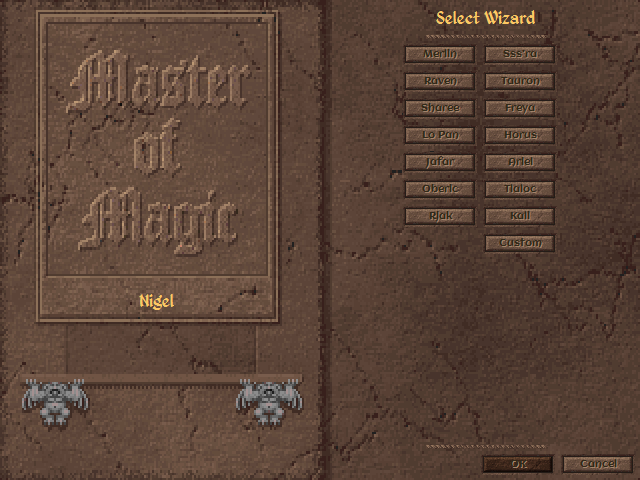 Master
of
Magic
Nigel
Select Wizard
Merlin
Sss'ra
Raven
Tauron
Sharee
Freya
Lo Pan
Horus
Jafar
Ariel
Oberic
Tlaloc
Rjak
Kali
Custom
OK
Cancel